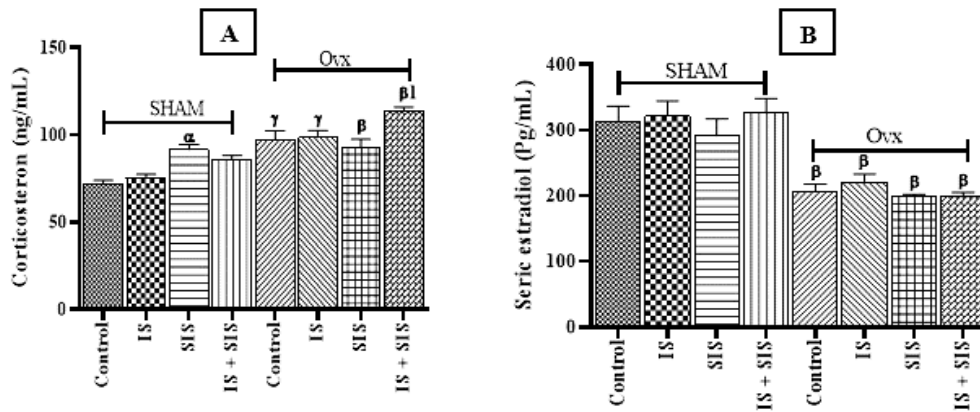 A
Corticosteron (ng/mL)
150
100
50
0
SHAM
Ovx
α
γ
γ
β
βl
Control
IS
SIS
IS + SIS
Control
IS
SIS
IS + SIS
B
Seric estradiol (Pg/mL)
400
300
200
100
0
SHAM
Ovx
β
β
β
β
Control
IS
SIS
IS + SIS
Control
IS
SIS
IS + SIS